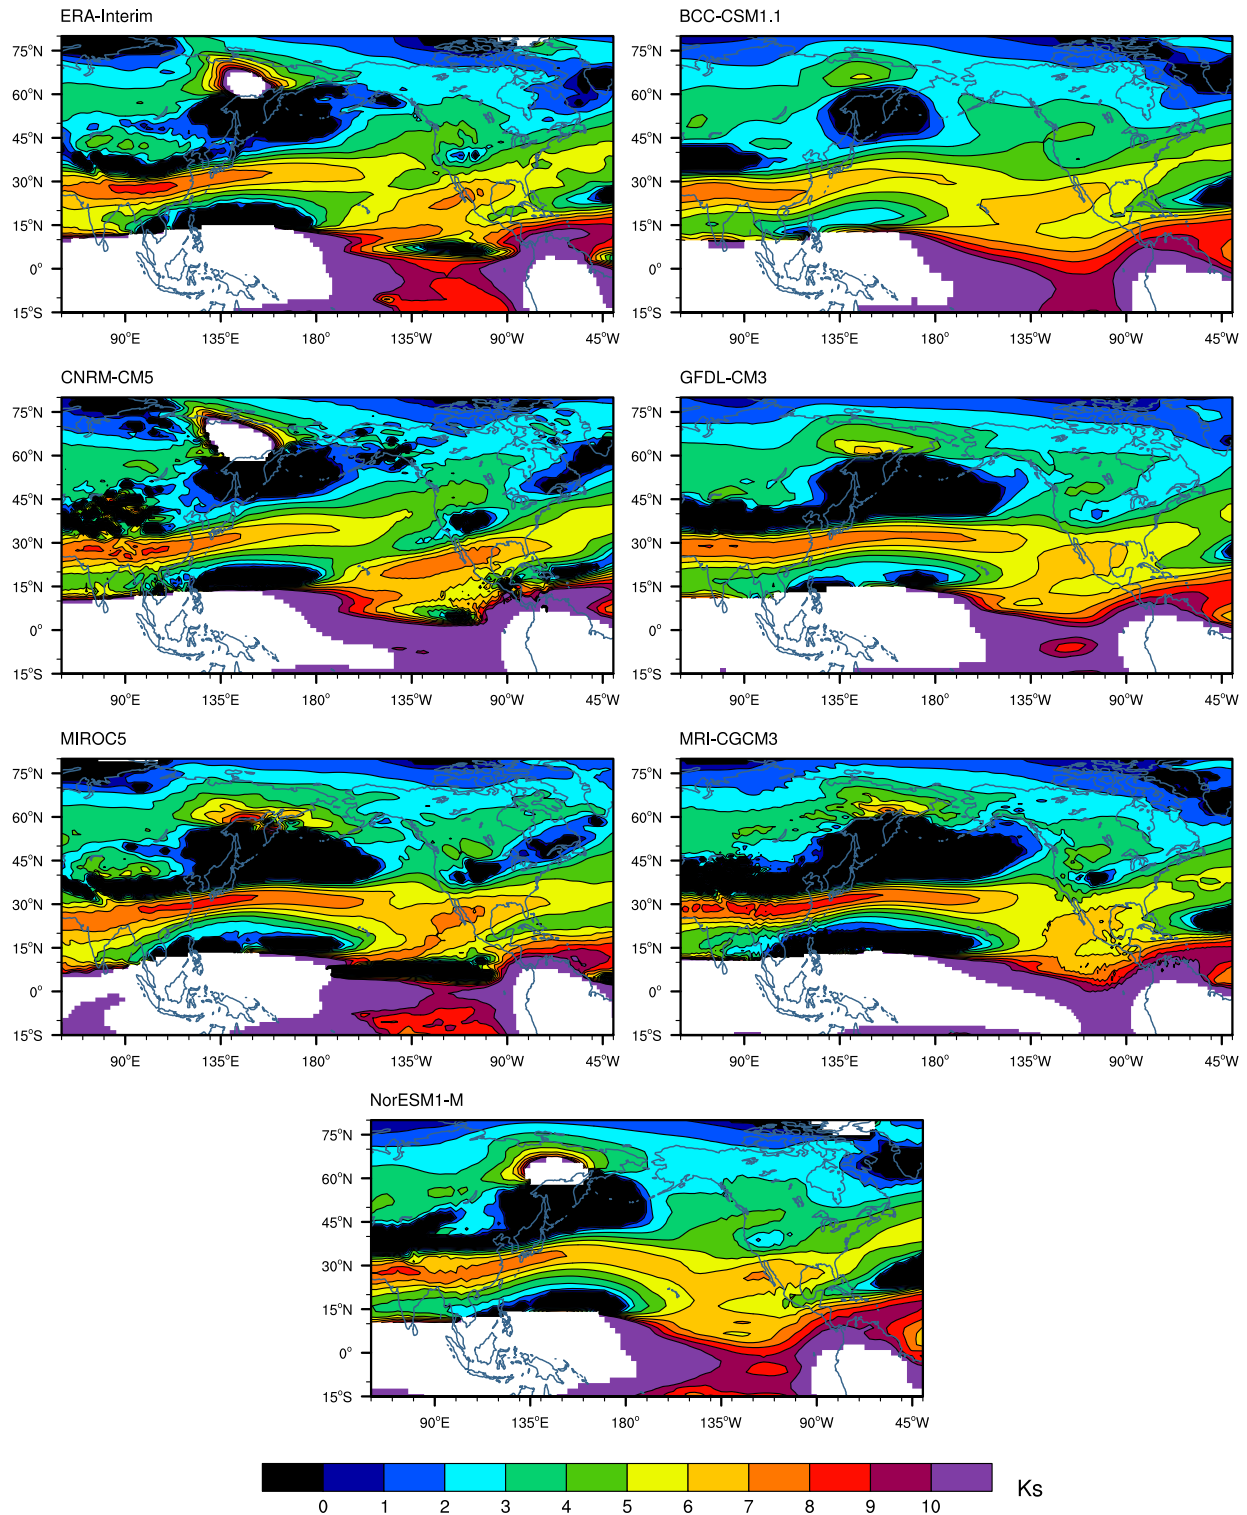 ERA-Interim
BCC-CSM1.1
75°N
60°N
45°N
30°N
15°N
0°
15°S
90°E
135°E
180°
135°W
90°W
45°W
75°N
60°N
45°N
30°N
15°N
0°
15°S
90°E
135°E
180°
135°W
90°W
45°W
CNRM-CM5
GFDL-CM3
75°N
60°N
45°N
30°N
15°N
0°
15°S
90°E
135°E
180°
135°W
90°W
45°W
75°N
60°N
45°N
30°N
15°N
0°
15°S
90°E
135°E
180°
135°W
90°W
45°W
MIROC5
MRI-CGCM3
75°N
60°N
45°N
30°N
15°N
0°
15°S
90°E
135°E
180°
135°W
90°W
45°W
75°N
60°N
45°N
30°N
15°N
0°
15°S
90°E
135°E
180°
135°W
90°W
45°W
NorESM1-M
75°N
60°N
45°N
30°N
15°N
0°
15°S
90°E
135°E
180°
135°W
90°W
45°W
0 1 2 3 4 5 6 7 8 9 10
Ks